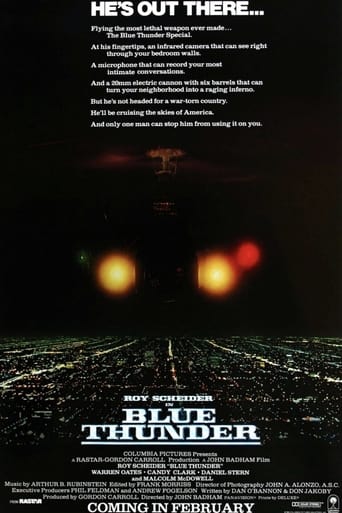 HE'S OUT THERE...
Flying the most lethal weapon ever made...
The Blue Thunder Special.
At his fingertips, an infrared camera that can see right
through your bedroom walls.
A microphone that can record your most
intimate conversations.
And a 20mm electric cannon with six barrels that can
turn your neighborhood into a raging inferno.
But he's not headed for a war-torn country.
He'll be cruising the skies of America.
And only one man can stop him from using it on you.
ROY SCHEIDER
IN
BLUE
THUNDER
COLUMBIA PICTURES Presents
A RASTAR-GORDON CARROLL Production A JOHN BADHAM Film
ROY SCHEIDER "BLUE THUNDER"
WARREN OATES • CANDY CLARK • DANIEL STERN
and MALCOLM McDOWELL
Music by ARTHUR B. RUBINSTEIN Edited by FRANK MORRISS Director of Photography JOHN A. ALONZO, A.S.C.
Executive Producers PHIL FELDMAN and ANDREW FOGELSON Written by DAN O'BANNON & DON JAKOBY
Produced by GORDON CARROLL Directed by JOHN BADHAM PANAVISION® Prints by DELUXE®
From RASTAR
COMING IN FEBRUARY